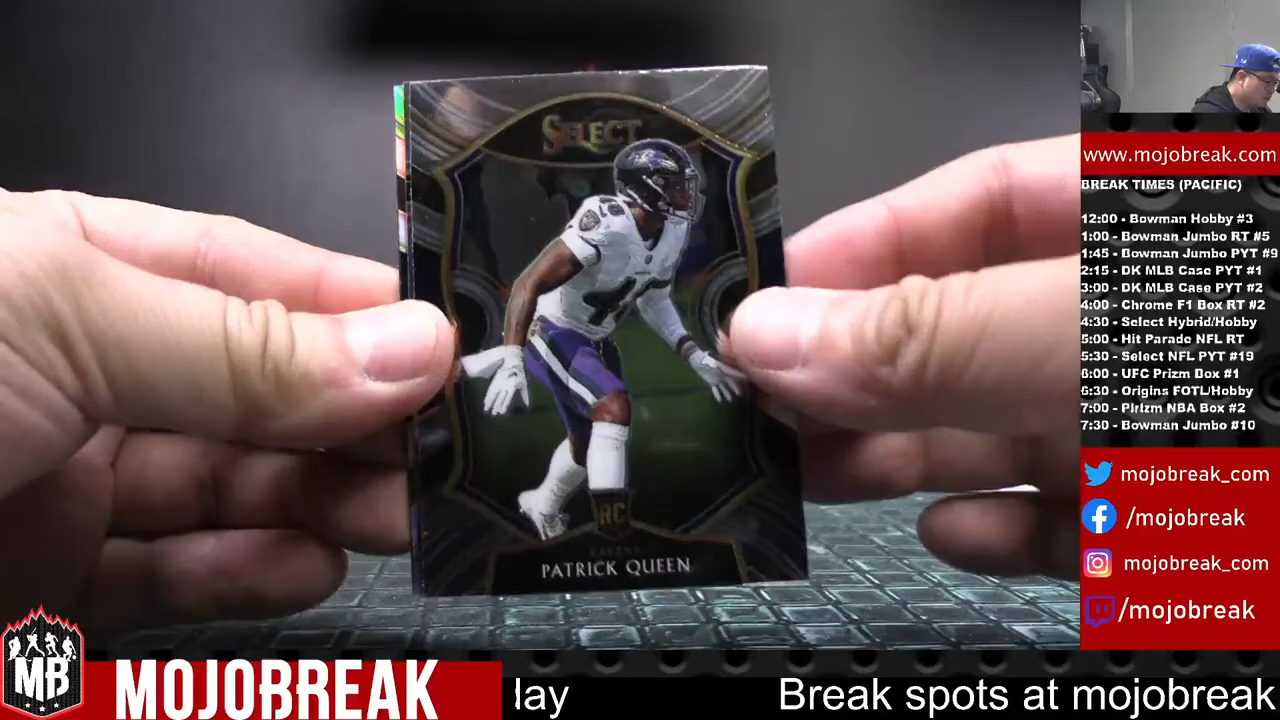 SELECT
48
RC
RAVENS
PATRICK QUEEN
www.mojobreak.com
BREAK TIMES (PACIFIC)
12:00 - Bowman Hobby #3
1:00 - Bowman Jumbo RT #5
1:45 - Bowman Jumbo PYT #9
2:15 - DK MLB Case PYT #1
3:00 - DK MLB Case PYT #2
4:00 - Chrome F1 Box RT #2
4:30 - Select Hybrid/Hobby
5:00 - Hit Parade NFL RT
5:30 - Select NFL PYT #19
6:00 - UFC Prizm Box #1
6:30 - Origins FOTL/Hobby
7:00 - Pirizm NBA Box #2
7:30 - Bowman Jumbo #10
mojobreak_com
/mojobreak
mojobreak_com
/mojobreak
MB
MOJOBREAK
lay Break spots at mojobreak